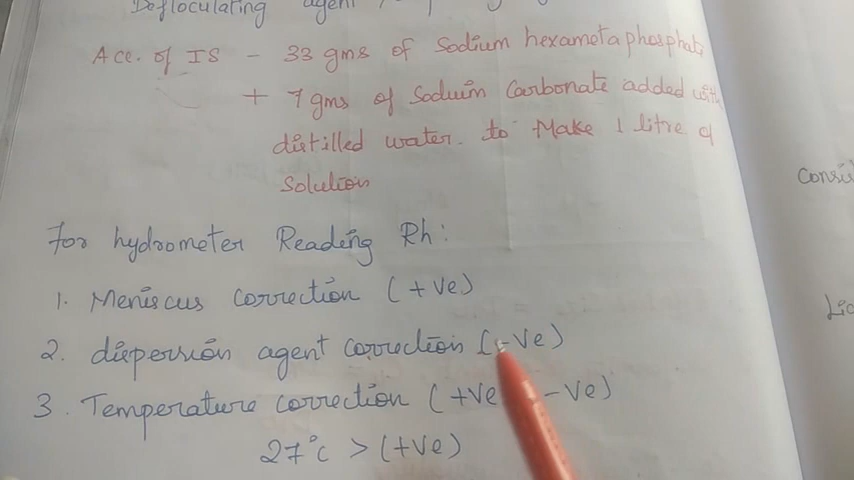 Defloculating agent
Acc. of IS - 33 gms of Sodium hexametaphosphate
+ 7 gms of Soduim Carbonate added with
distilled water. to Make 1 litre of
Solution
For hydrometer Reading Rh:
1. Meniscus correction (+ve)
2. dispersion agent correction (-ve)
3. Temperature correction (+ve -ve)
27°c > (+ve)